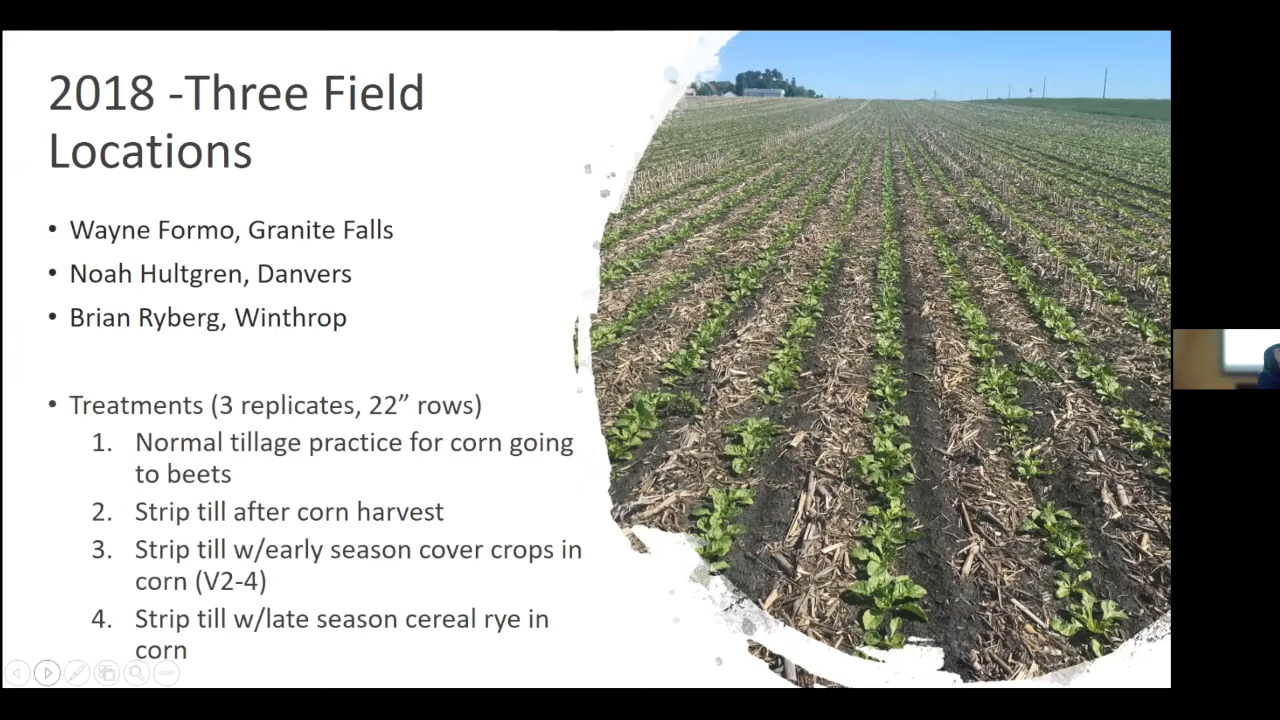 2018 -Three Field
Locations
• Wayne Formo, Granite Falls
• Noah Hultgren, Danvers
• Brian Ryberg, Winthrop
• Treatments (3 replicates, 22” rows)
1. Normal tillage practice for corn going
to beets
2. Strip till after corn harvest
3. Strip till w/early season cover crops in
corn (V2-4)
4. Strip till w/late season cereal rye in
corn